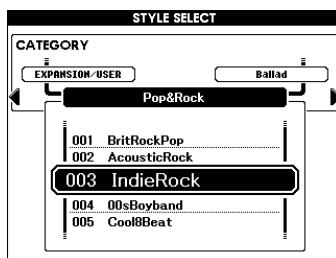 STYLE SELECT
CATEGORY
EXPANSION/USER
Ballad
Pop&Rock
001 BritRockPop
002 AcousticRock
003 IndieRock
004 00sBoyband
005 Cool8Beat